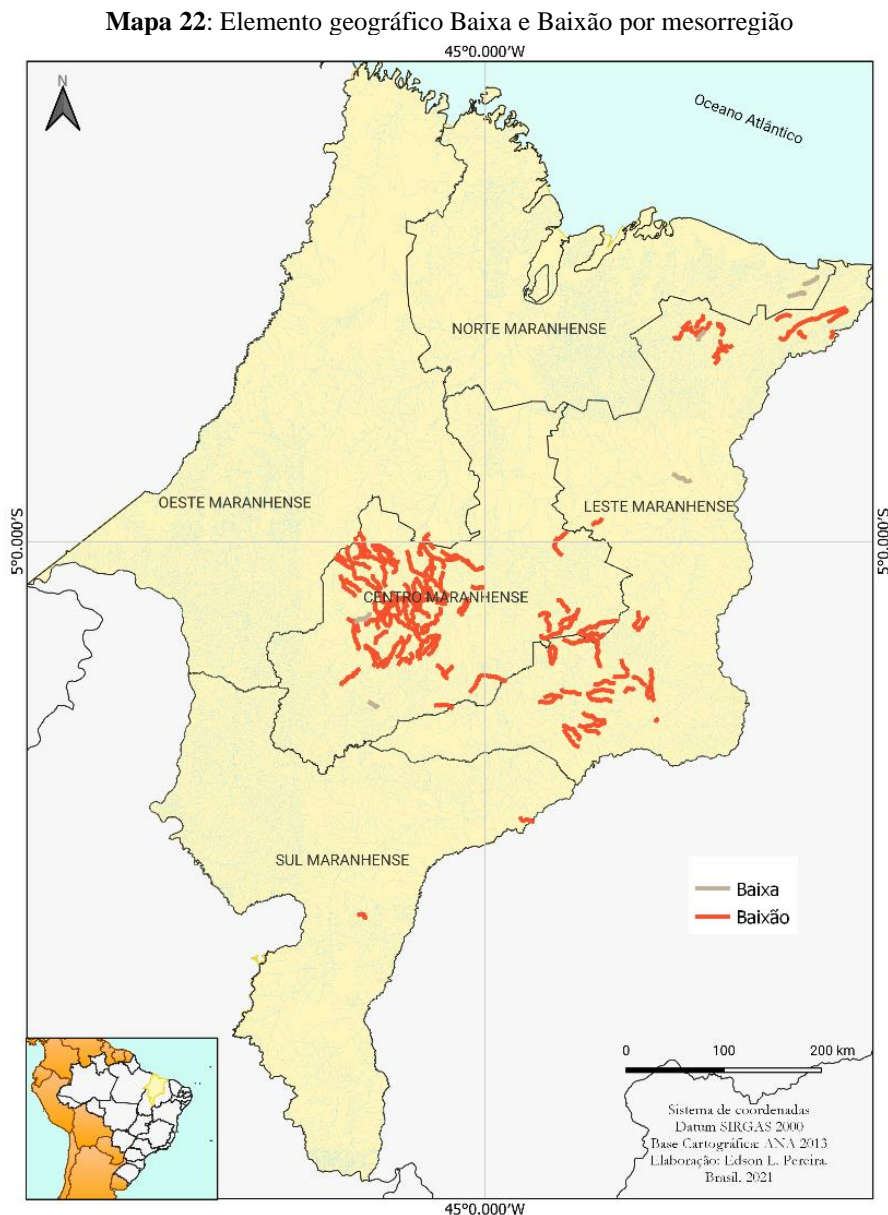 Mapa 22: Elemento geográfico Baixa e Baixão por mesorregião
45°0.000'W
N
Oceano Atlântico
NORTE MARANHENSE
OESTE MARANHENSE
LESTE MARANHENSE
5°0.000'S
5°0.000'S
CENTRO MARANHENSE
SUL MARANHENSE
Baixa
Baixão
0 100 200 km
Sistema de coordenadas
Datum SIRGAS 2000
Base Cartográfica: ANA 2013
Elaboração: Edson L. Pereira.
Brasil. 2021
45°0.000'W